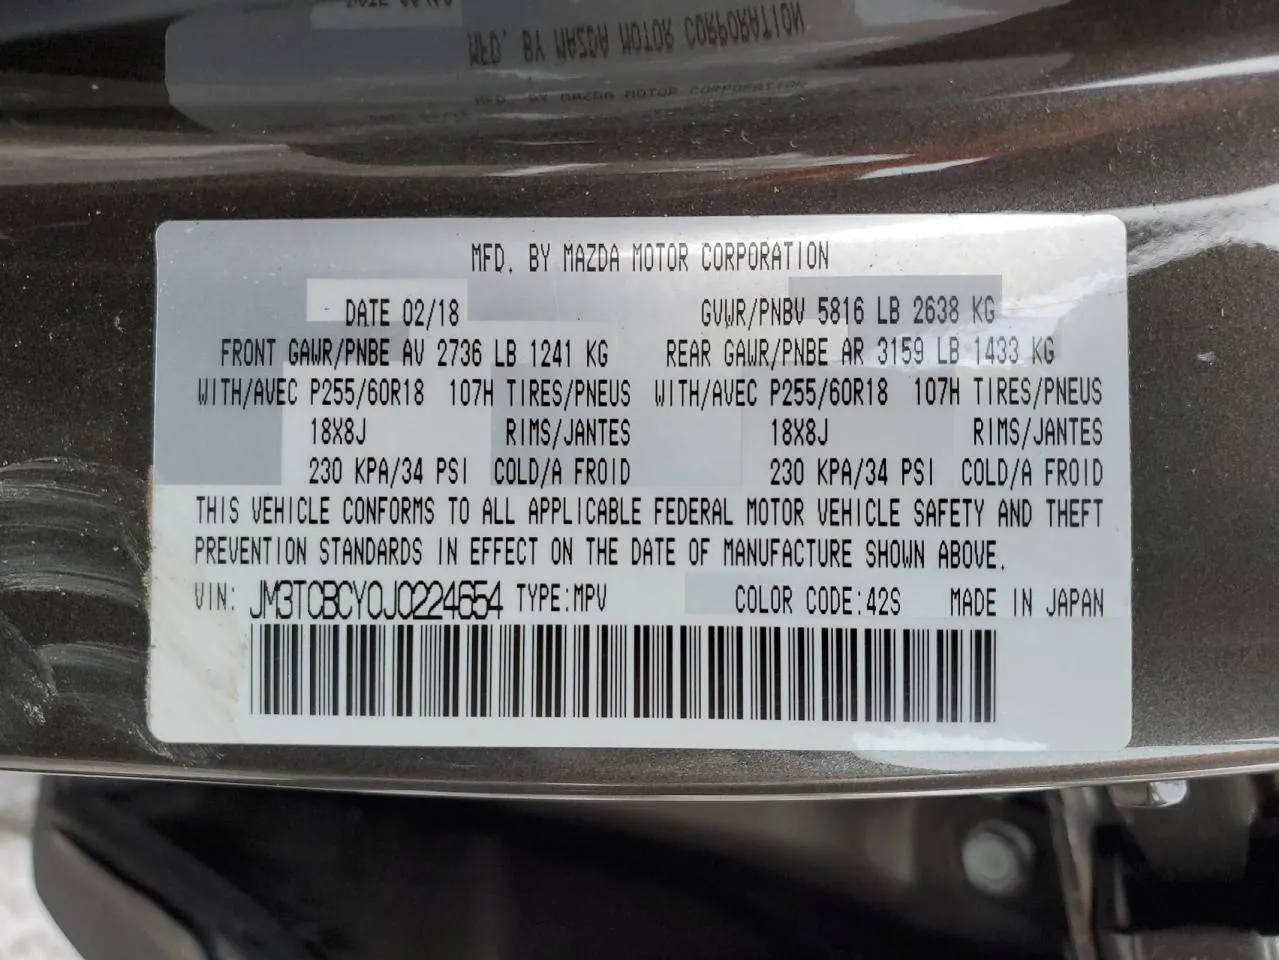 MFD. BY MAZDA MOTOR CORPORATION
DATE 02/18 GVWR/PNBV 5816 LB 2638 KG
FRONT GAWR/PNBE AV 2736 LB 1241 KG REAR GAWR/PNBE AR 3159 LB 1433 KG
WITH/AVEC P255/60R18 107H TIRES/PNEUS WITH/AVEC P255/60R18 107H TIRES/PNEUS
18X8J RIMS/JANTES 18X8J RIMS/JANTES
230 KPA/34 PSI COLD/A FROID 230 KPA/34 PSI COLD/A FROID
THIS VEHICLE CONFORMS TO ALL APPLICABLE FEDERAL MOTOR VEHICLE SAFETY AND THEFT
PREVENTION STANDARDS IN EFFECT ON THE DATE OF MANUFACTURE SHOWN ABOVE.
VIN: JM3TCBCY0J0224654 TYPE:MPV COLOR CODE:42S MADE IN JAPAN